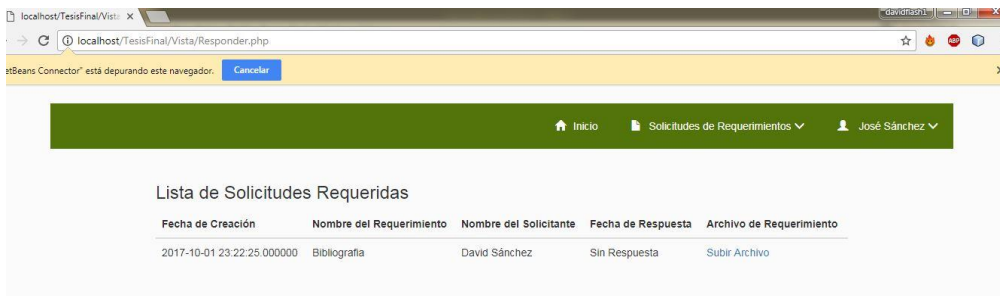 localhost/TesisFinal/Vista
davidflash1
localhost/TesisFinal/Vista/Responder.php
ABP
etBeans Connector" está depurando este navegador. Cancelar
Inicio Solicitudes de Requerimientos José Sánchez
Lista de Solicitudes Requeridas
Fecha de Creación Nombre del Requerimiento Nombre del Solicitante Fecha de Respuesta Archivo de Requerimiento
2017-10-01 23:22:25.000000 Bibliografia David Sánchez Sin Respuesta Subir Archivo